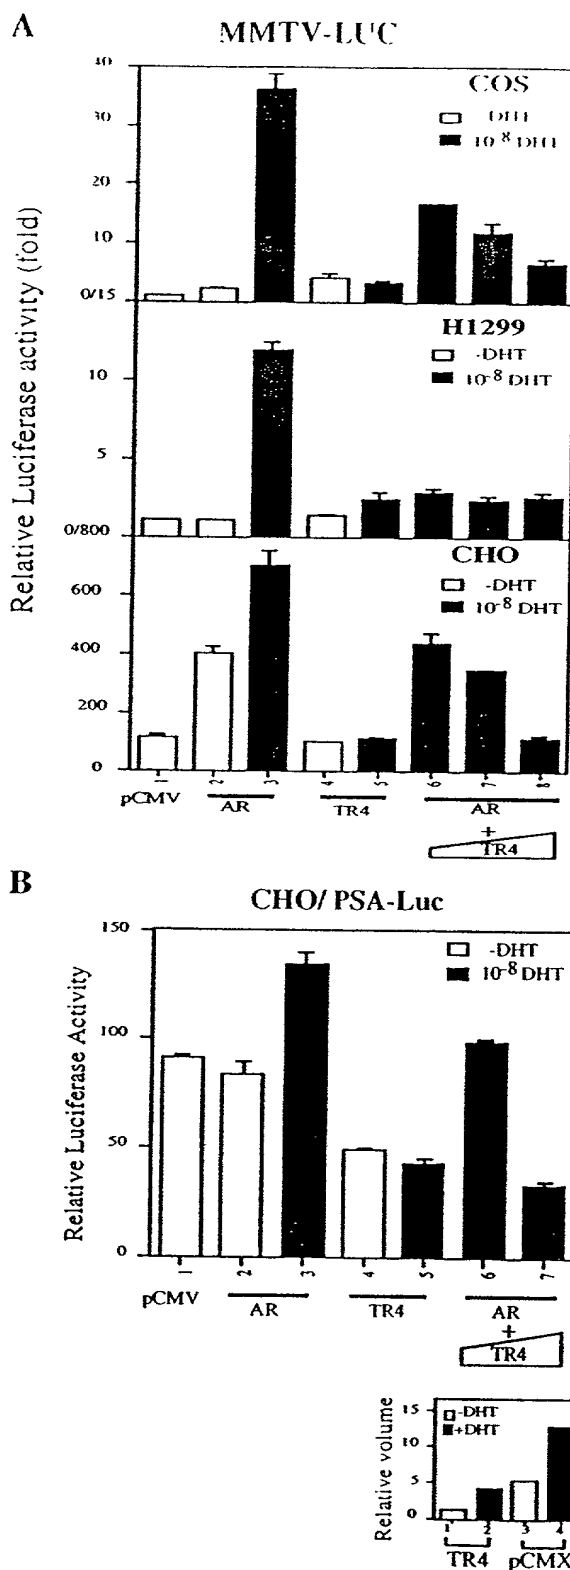 A
MMTV-LUC
Relative Luciferase activity (fold)
COS
-DHT
10-8 DHT
40
30
20
10
0/15
H1299
-DHT
10-8 DHT
10
5
0/800
CHO
-DHT
10-8 DHT
600
400
200
0
1 2 3 4 5 6 7 8
pCMV AR TR4 AR
+
TR4
B
CHO/ PSA-Luc
Relative Luciferase Activity
-DHT
10-8 DHT
150
100
50
0
1 2 3 4 5 6 7
pCMV AR TR4 AR
+
TR4
Relative volume
-DHT
+DHT
15
10
5
0
1 2 3 4
TR4 pCMX